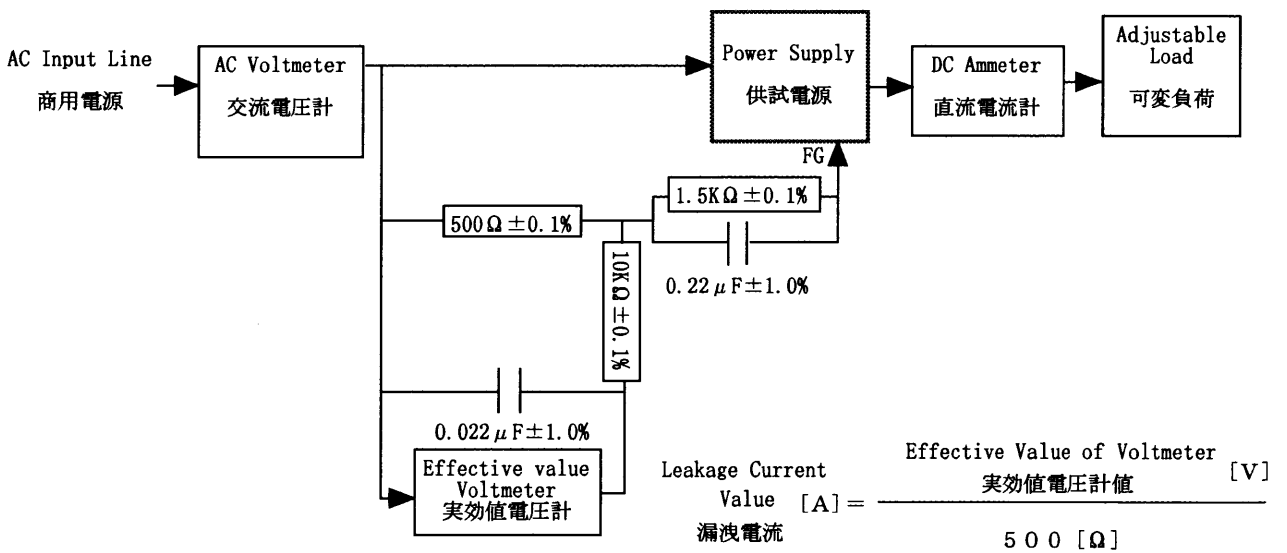 AC Input Line
商用電源
AC Voltmeter
交流電圧計
Power Supply
供試電源
DC Ammeter
直流電流計
Adjustable
Load
可変負荷
FG
1.5KΩ±0.1%
500Ω±0.1%
10KΩ±0.1%
0.22μF±1.0%
0.022μF±1.0%
Effective value
Voltmeter
実効値電圧計
Leakage Current
Value [A]=
漏洩電流
Effective Value of Voltmeter
実効値電圧計値 [V]
500[Ω]